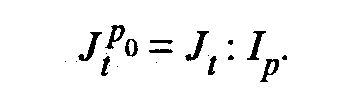 $J_t^{p_0} = J_t : I_p.$